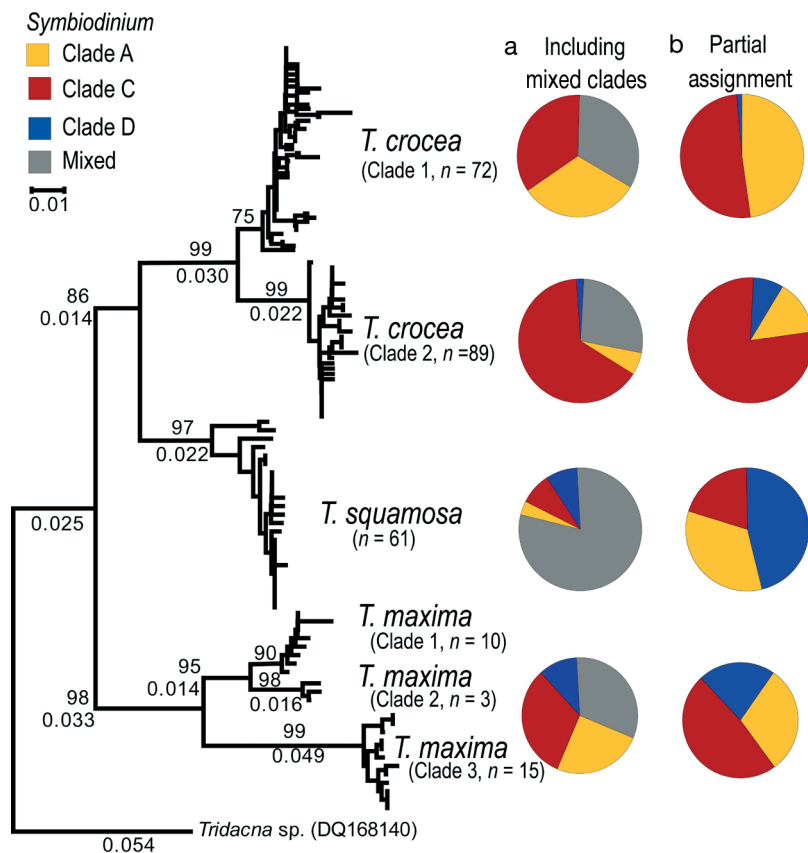 Symbiodinium
Clade A
Clade C
Clade D
Mixed
0.01
a
Including
mixed clades
b
Partial
assignment
T. crocea
(Clade 1, n = 72)
75
99
0.030
86
0.014
99
0.022
T. crocea
(Clade 2, n =89)
97
0.022
T. squamosa
(n = 61)
0.025
T. maxima
(Clade 1, n = 10)
90
95
0.014
98
0.016
T. maxima
(Clade 2, n = 3)
98
0.033
99
0.049
T. maxima
(Clade 3, n = 15)
Tridacna sp. (DQ168140)
0.054